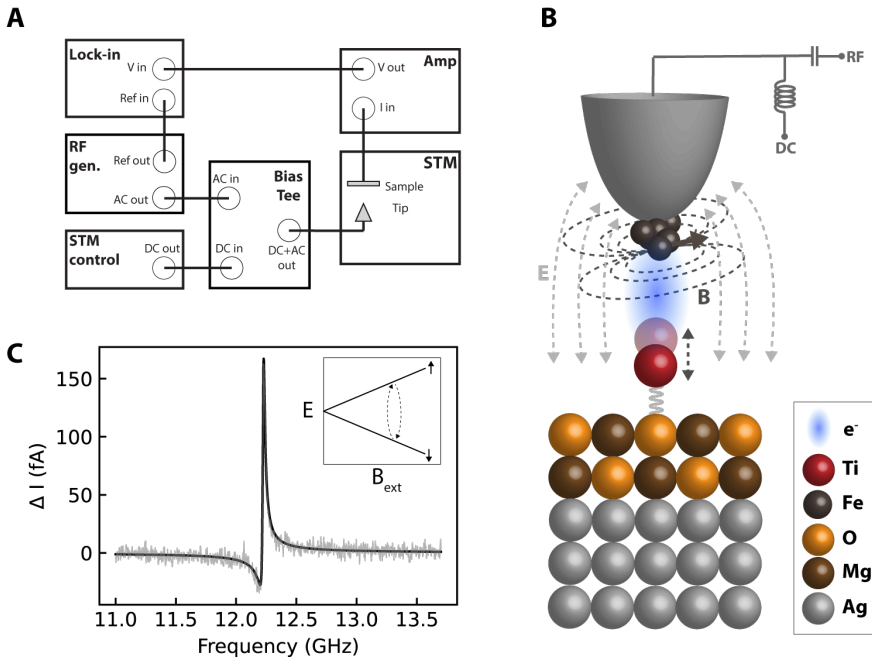 A
Lock-in
V in
Ref in
V out
Amp
I in
RF
gen.
Ref out
AC out
AC in
Bias
Tee
DC+AC
out
STM
Sample
Tip
STM
control
DC out
DC in
B
RF
DC
E
B
e-
Ti
Fe
O
Mg
Ag
C
Δ I (fA)
150
100
50
0
11.0 11.5 12.0 12.5 13.0 13.5
Frequency (GHz)
E
Bext